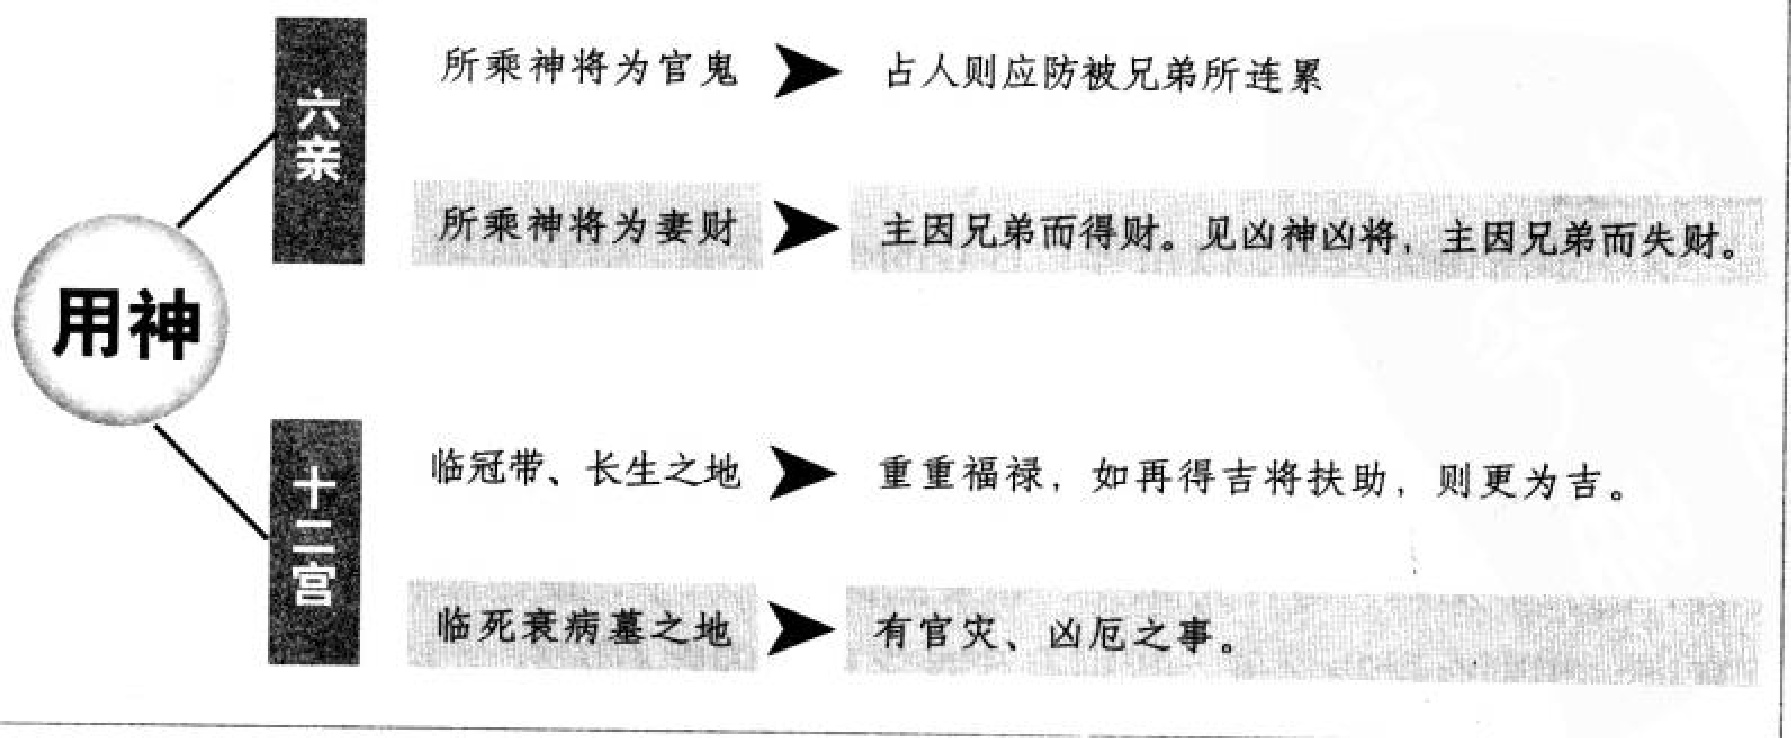 用神
六亲
所乘神将为官鬼
占人则应防被兄弟所连累
所乘神将为妻财
主因兄弟而得财。见凶神凶将，主因兄弟而失财。
十二宫
临冠带、长生之地
重重福禄，如再得吉将扶助，则更为吉。
临死衰病墓之地
有官灾、凶厄之事。